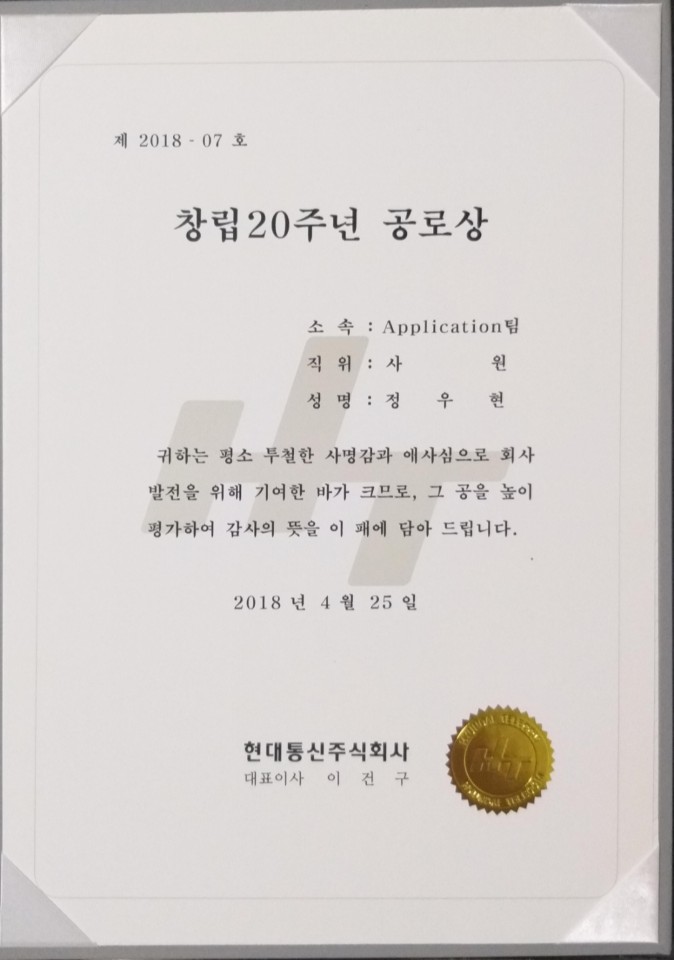 제 2018 - 07 호
창립20주년 공로상
소 속 : Application팀
직 위 : 사 원
성 명 : 정 우 현
귀하는 평소 투철한 사명감과 애사심으로 회사
발전을 위해 기여한 바가 크므로, 그 공을 높이
평가하여 감사의 뜻을 이 패에 담아 드립니다.
2018 년 4 월 25 일
현대통신주식회사
대표이사 이 건 구